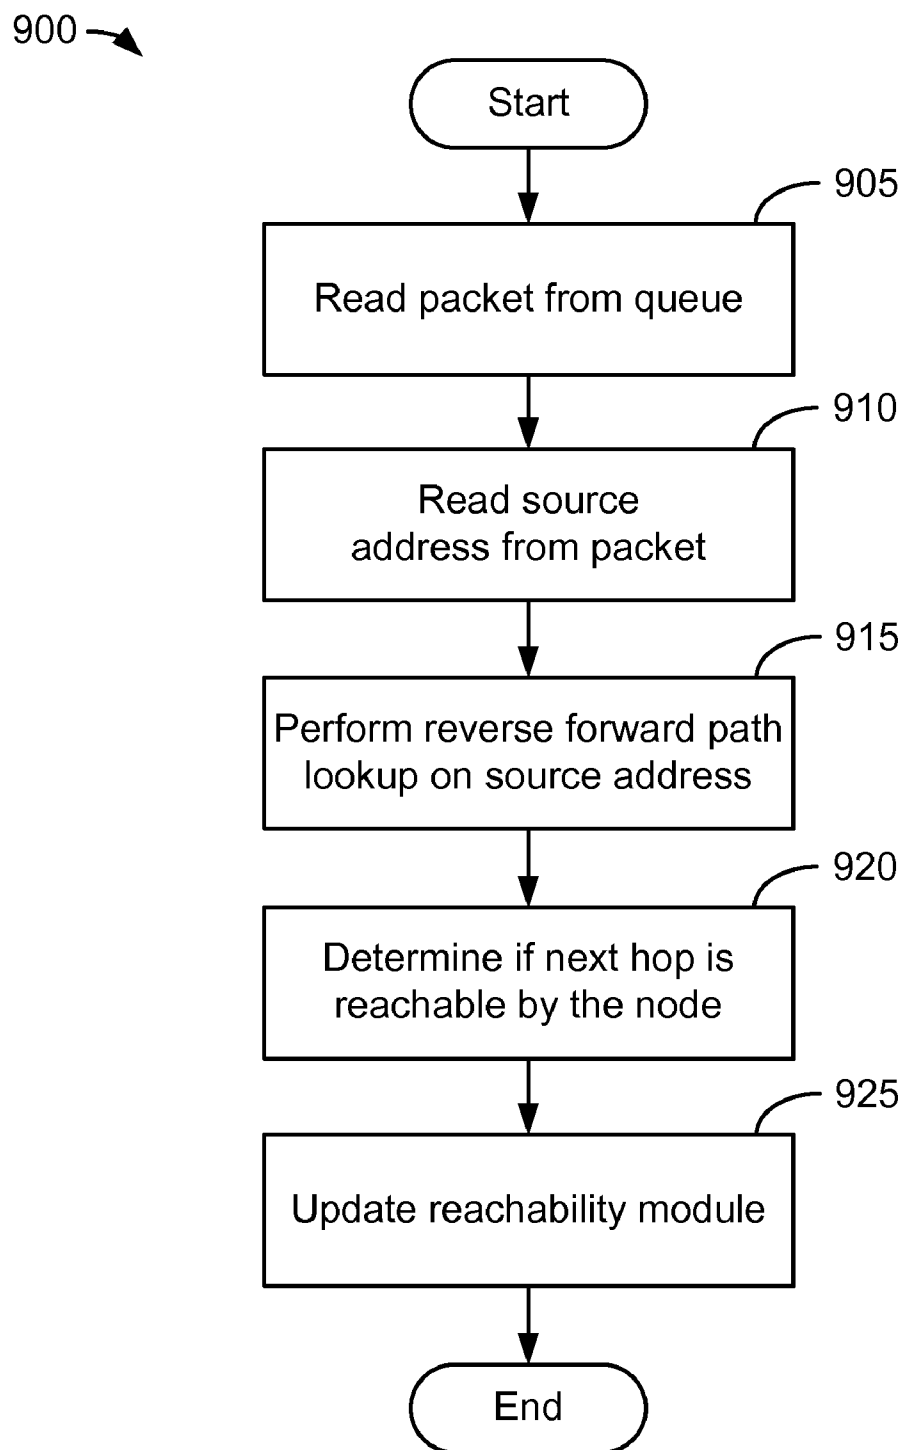 900
Start
905
Read packet from queue
910
Read source
address from packet
915
Perform reverse forward path
lookup on source address
920
Determine if next hop is
reachable by the node
925
Update reachability module
End